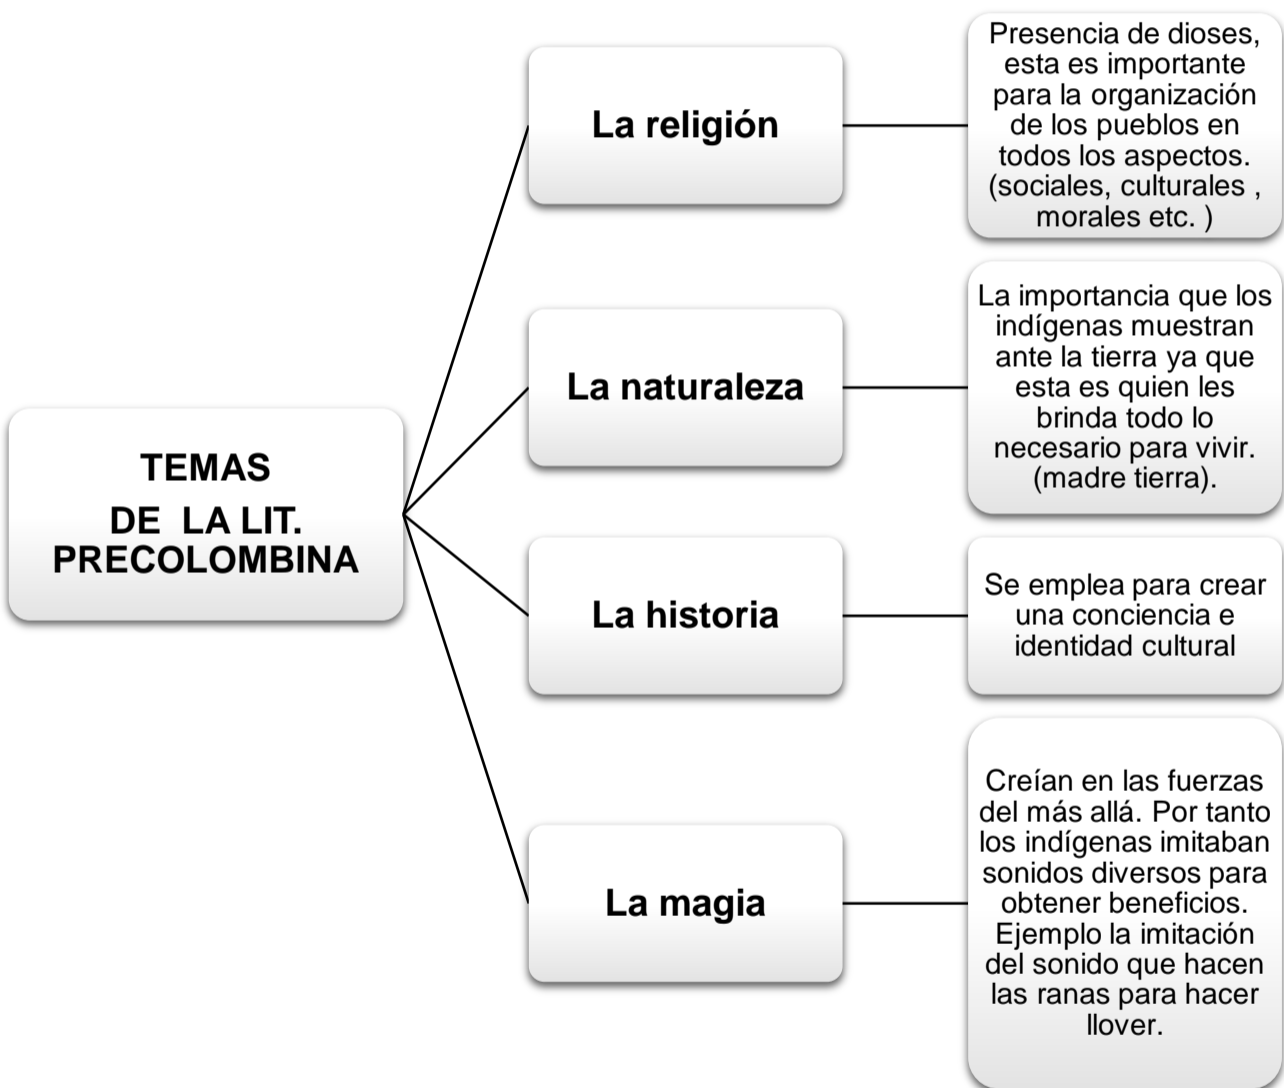 TEMAS
DE LA LIT.
PRECOLOMBINA
La religión
Presencia de dioses,
esta es importante
para la organización
de los pueblos en
todos los aspectos.
(sociales, culturales ,
morales etc. )
La naturaleza
La importancia que los
indígenas muestran
ante la tierra ya que
esta es quien les
brinda todo lo
necesario para vivir.
(madre tierra).
La historia
Se emplea para crear
una conciencia e
identidad cultural
La magia
Creían en las fuerzas
del más allá. Por tanto
los indígenas imitaban
sonidos diversos para
obtener beneficios.
Ejemplo la imitación
del sonido que hacen
las ranas para hacer
llover.